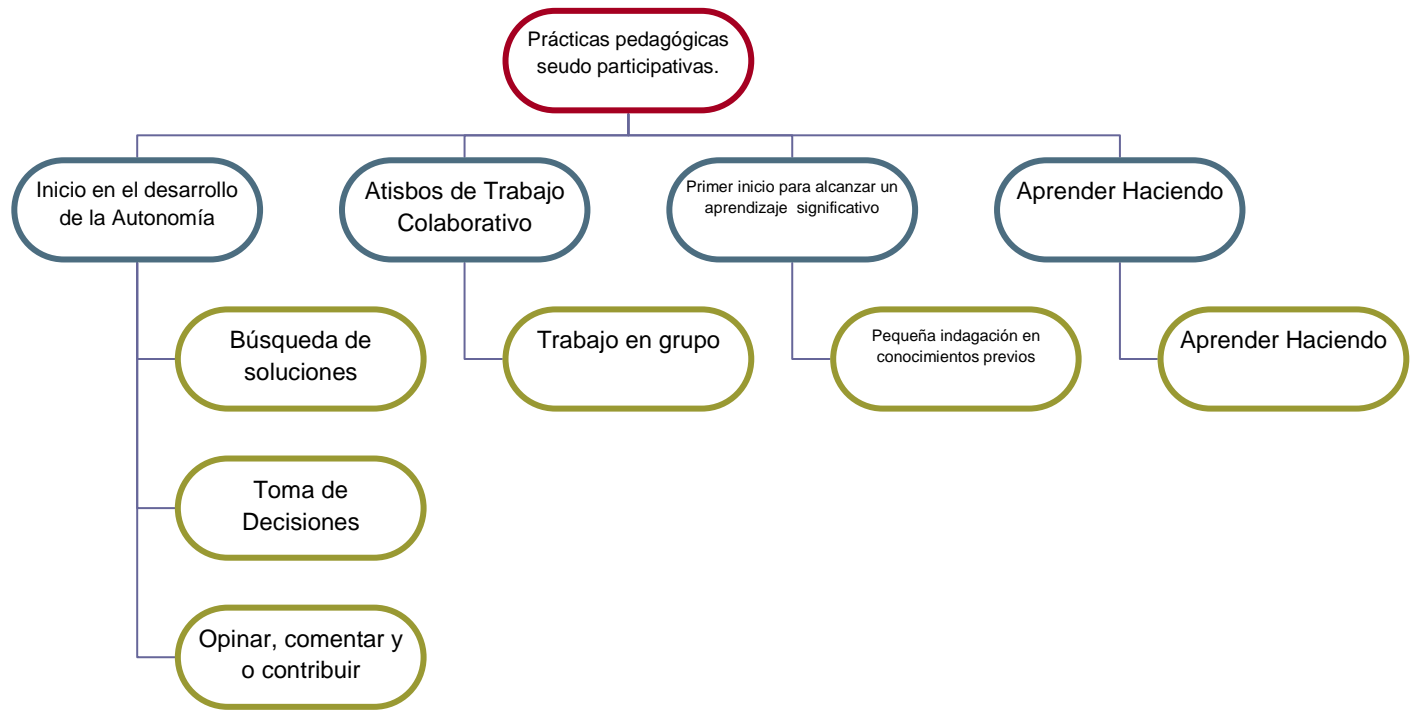 Prácticas pedagógicas
seudo participativas.
Inicio en el desarrollo
de la Autonomía
Atisbos de Trabajo
Colaborativo
Primer inicio para alcanzar un
aprendizaje significativo
Aprender Haciendo
Búsqueda de
soluciones
Trabajo en grupo
Pequeña indagación en
conocimientos previos
Aprender Haciendo
Toma de
Decisiones
Opinar, comentar y
o contribuir